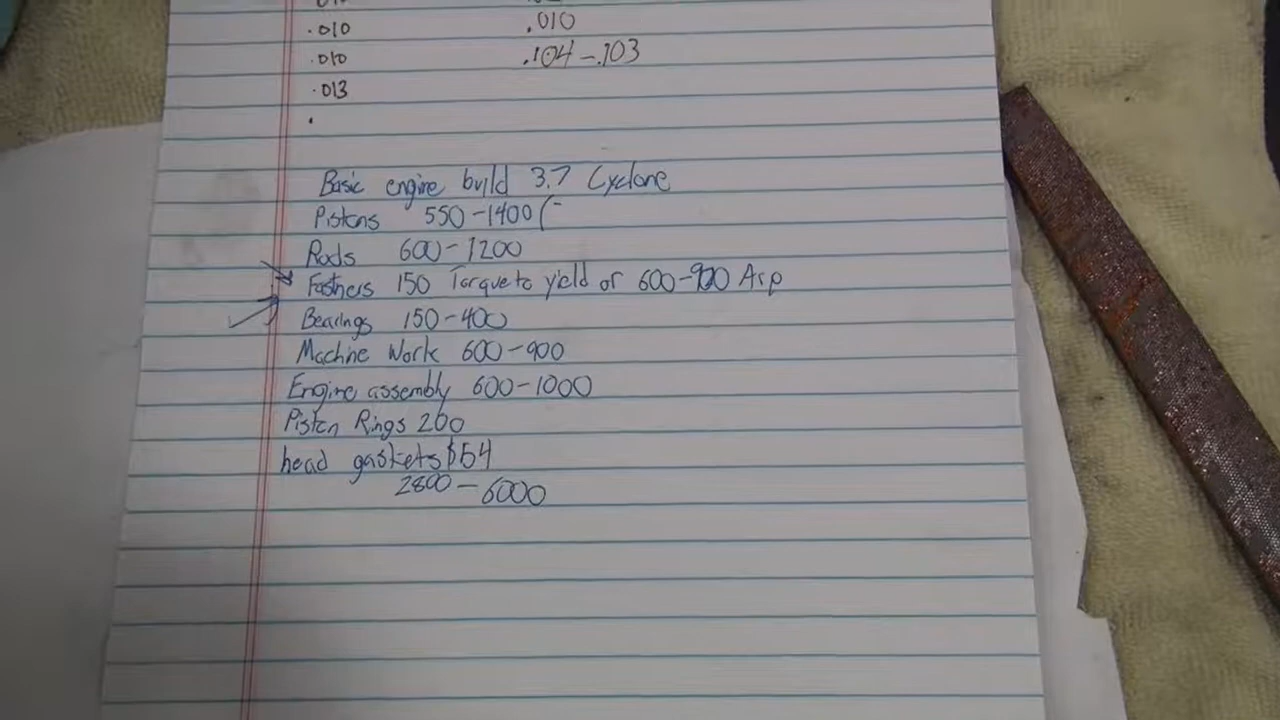 .010 .010
.010 .104 - .103
.013
.
Basic engine build 3.7 Cyclone
Pistons 550-1400 (-
Rods 600-1200
Fastners 150 Torque to yield or 600-900 Arp
Bearings 150-400
Machine Work 600-900
Engine assembly 600-1000
Piston Rings 200
head gaskets $54
2800-6000